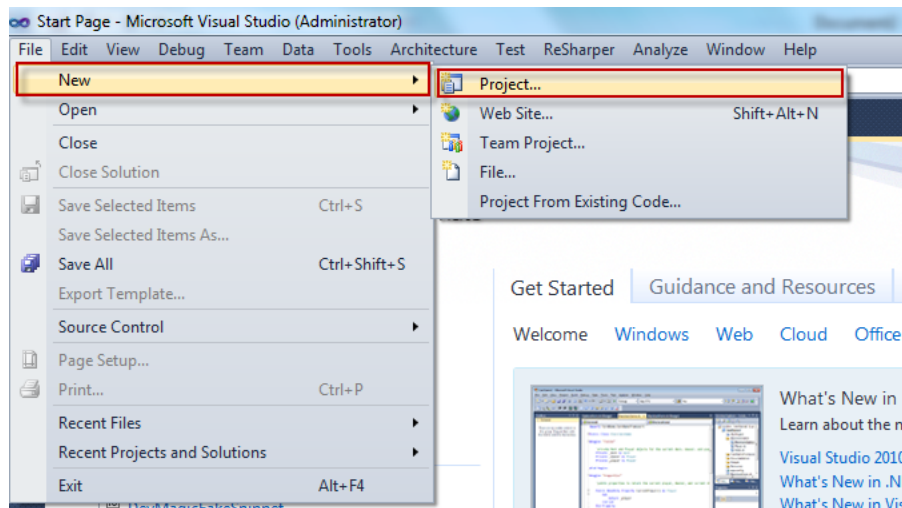 Start Page - Microsoft Visual Studio (Administrator)
File Edit View Debug Team Data Tools Architecture Test ReSharper Analyze Window Help
New
Project...
Open
Web Site... Shift+Alt+N
Close
Team Project...
Close Solution
File...
Save Selected Items Ctrl+S
Project From Existing Code...
Save Selected Items As...
Save All Ctrl+Shift+S
Export Template...
Get Started Guidance and Resources
Source Control
Welcome Windows Web Cloud Office
Page Setup...
Print... Ctrl+P
What's New in
Recent Files
Learn about the n
Recent Projects and Solutions
Visual Studio 2010
Exit Alt+F4
What's New in .N
What's New in Vis